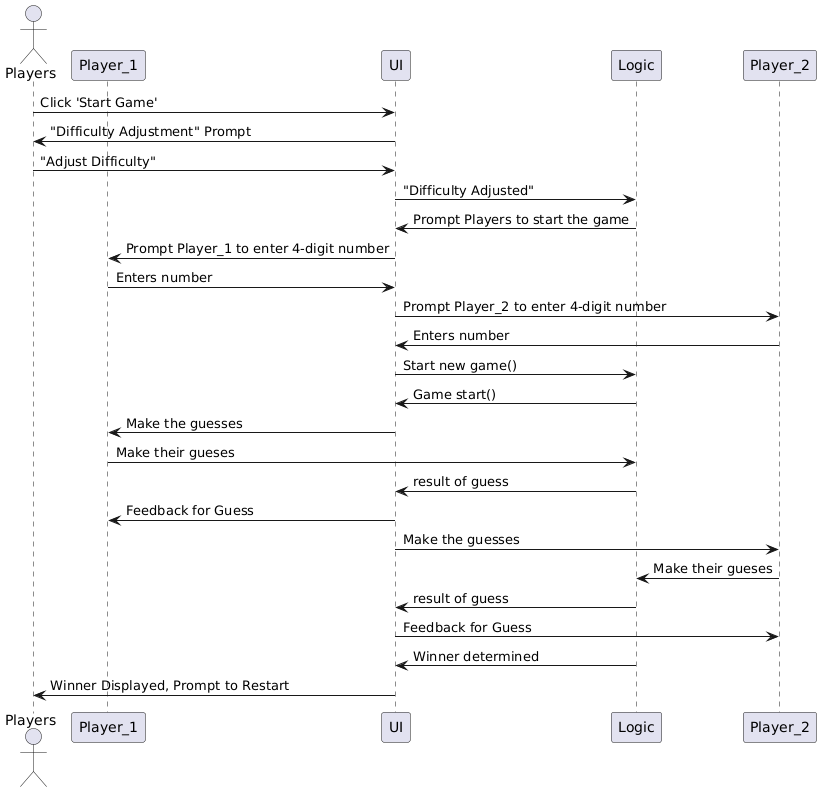 Players
Player_1
UI
Logic
Player_2
Click 'Start Game'
"Difficulty Adjustment" Prompt
"Adjust Difficulty"
"Difficulty Adjusted"
Prompt Players to start the game
Prompt Player_1 to enter 4-digit number
Enters number
Prompt Player_2 to enter 4-digit number
Enters number
Start new game()
Game start()
Make the guesses
Make their gueses
result of guess
Feedback for Guess
Make the guesses
Make their gueses
result of guess
Feedback for Guess
Winner determined
Winner Displayed, Prompt to Restart
Players
Player_1
UI
Logic
Player_2